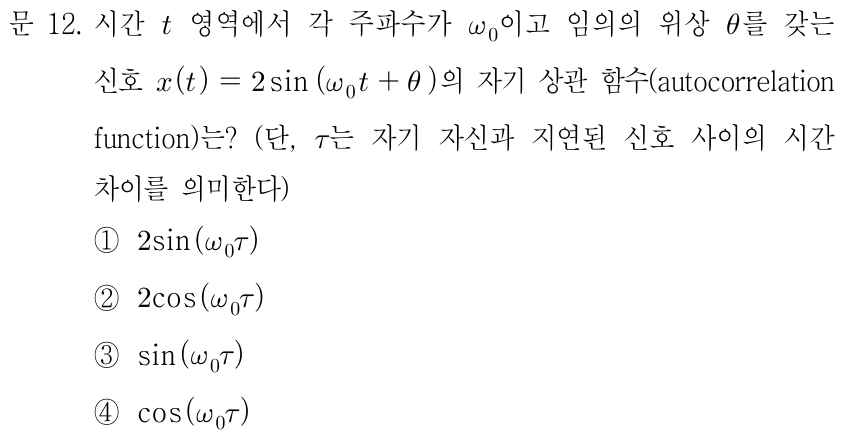 문 12. 시간 t 영역에서 각 주파수가 ω₀이고 임의의 위상 θ를 갖는
신호 x(t) = 2 sin (ω₀t + θ)의 자기 상관 함수(autocorrelation
function)는? (단, τ는 자기 자신과 지연된 신호 사이의 시간
차이를 의미한다)
① 2sin(ω₀τ)
② 2cos(ω₀τ)
③ sin(ω₀τ)
④ cos(ω₀τ)